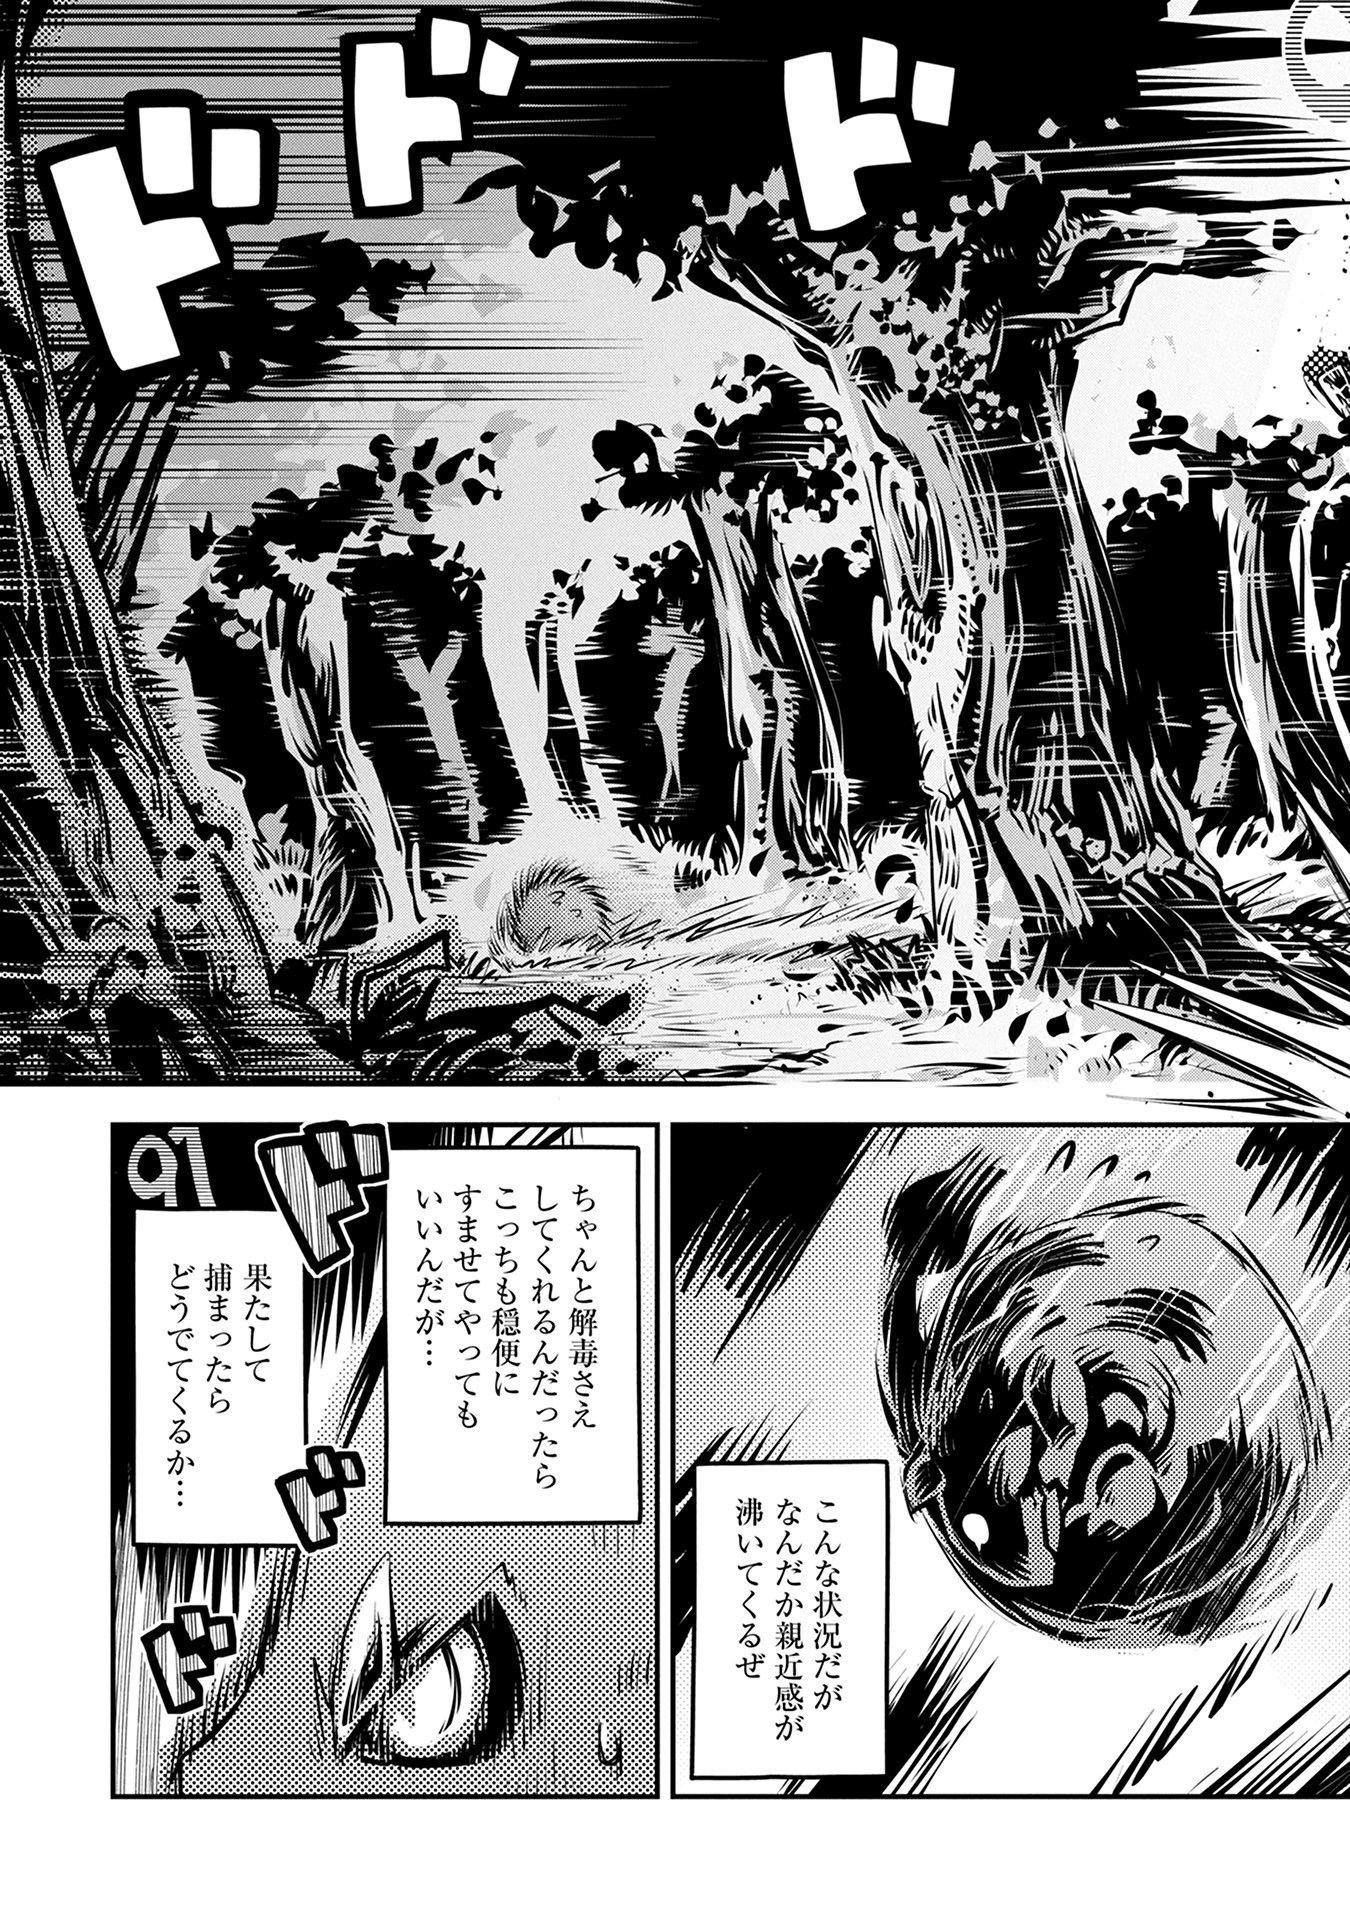 ド
ド
ド
こんな状況だが
なんだか親近感が
沸いてくるぜ
ちゃんと解毒さえ
してくれるんだったら
こっちも穏便に
すませてやっても
いいんだが…
ド
ド
ド
果たして
捕まったら
どうでてくるか…
91